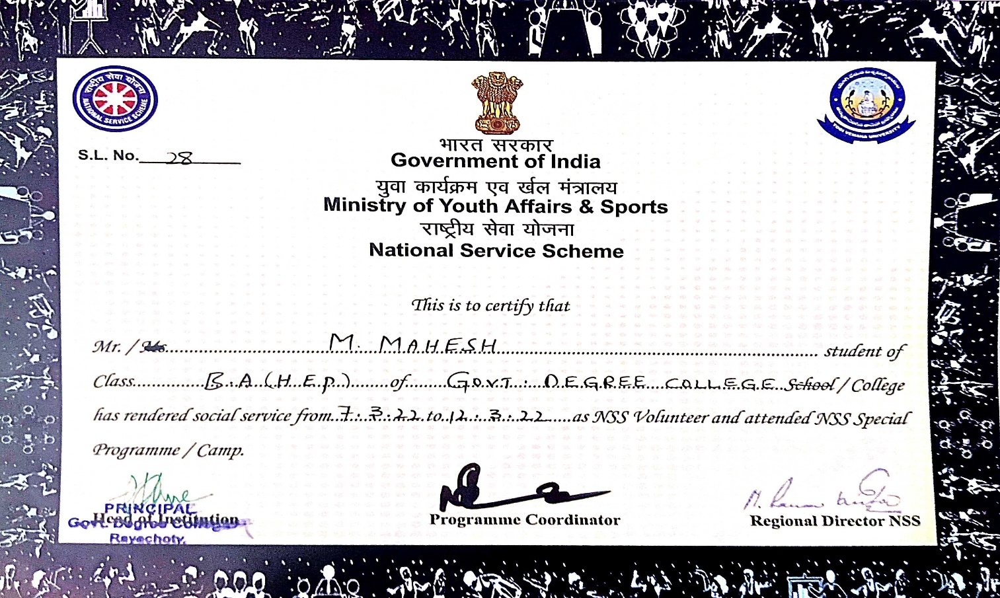 राष्ट्रीय सेवा योजना
NATIONAL SERVICE SCHEME
YOGI VEMANA UNIVERSITY
S.L. No. 28
भारत सरकार
Government of India
युवा कार्यक्रम एव र्खल मंत्रालय
Ministry of Youth Affairs & Sports
राष्ट्रीय सेवा योजना
National Service Scheme
This is to certify that
Mr. / Ms. M. MAHESH student of
Class B.A (H.E.P) of GOVT. DEGREE COLLEGE School / College
has rendered social service from 7.3.22 to 12.3.22 as NSS Volunteer and attended NSS Special
Programme / Camp.
PRINCIPAL
Head of Institution
Govt. Degree College
Rayachoty.
Programme Coordinator
Regional Director NSS